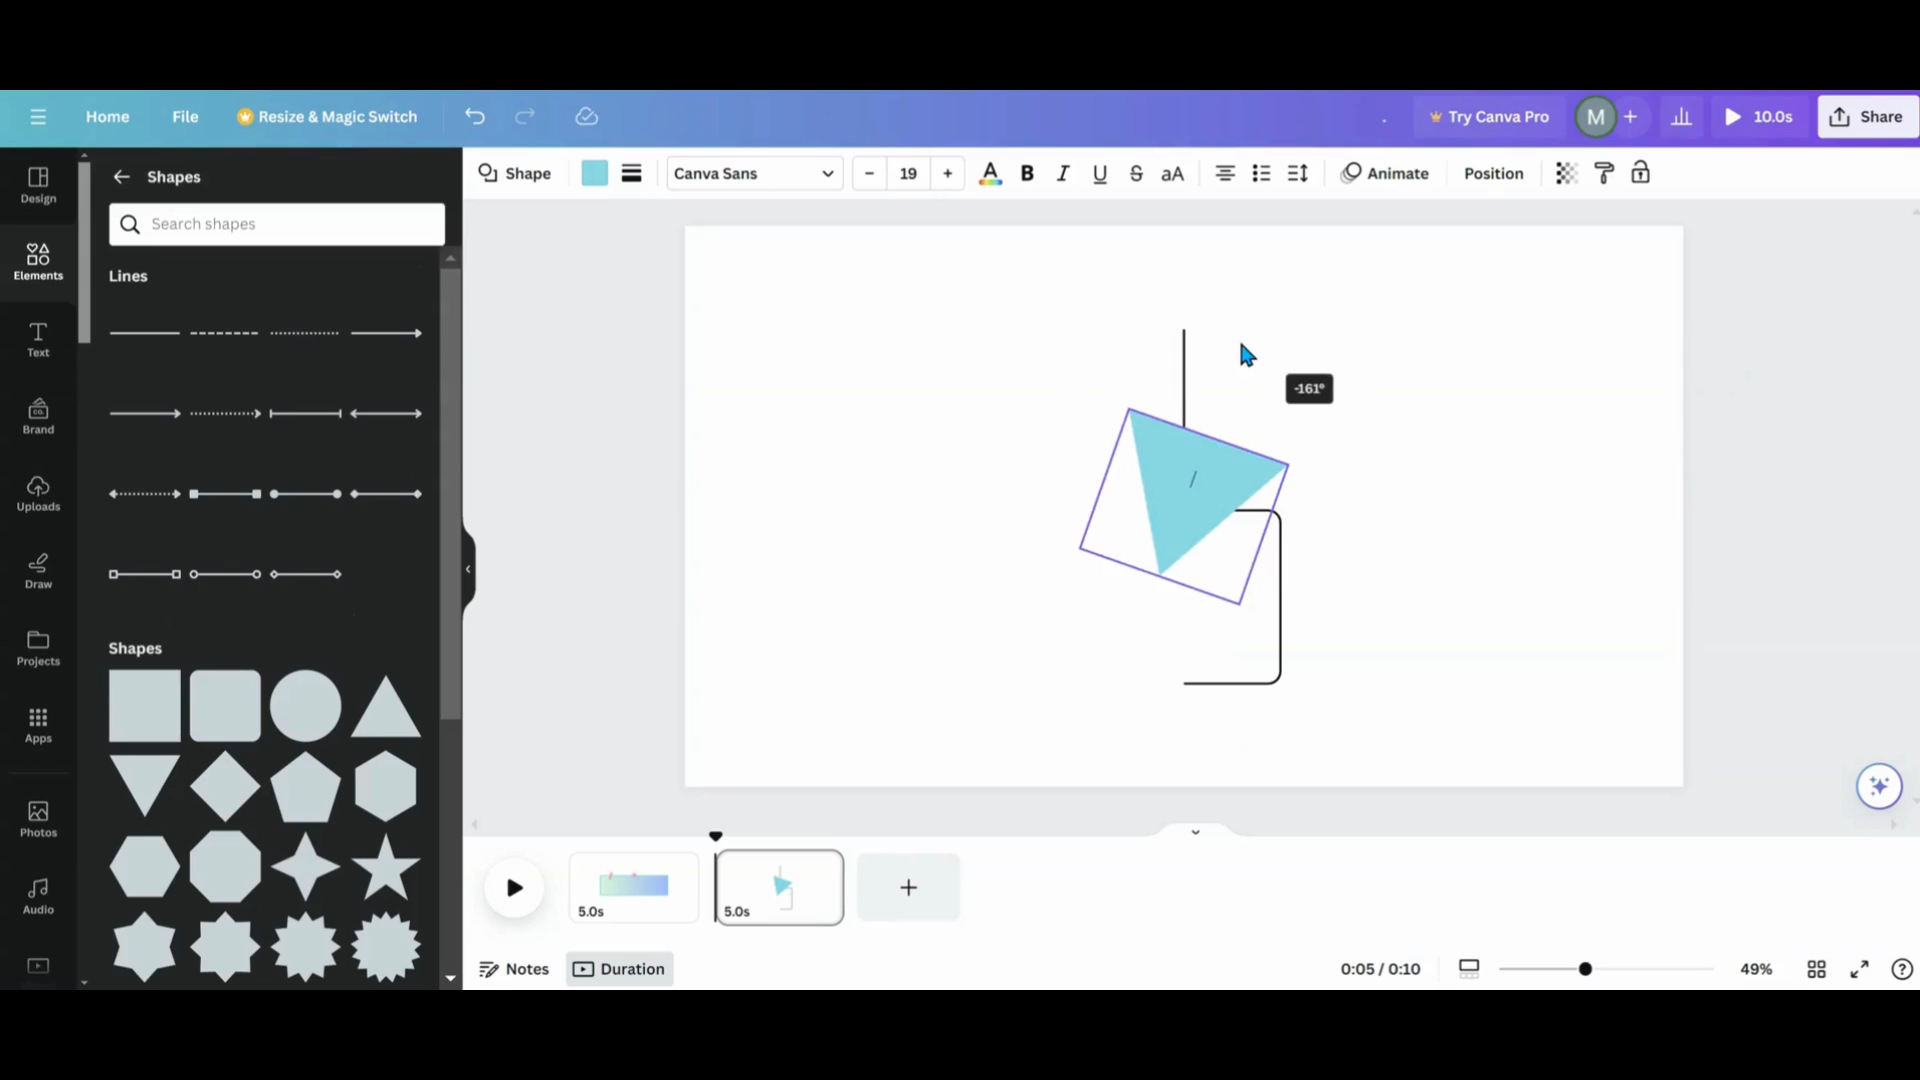 Home
File
Resize & Magic Switch
Try Canva Pro
M
+
10.0s
Share
Design
Elements
Text
Brand
Uploads
Draw
Projects
Apps
Photos
Audio
Shapes
Search shapes
Lines
Shapes
Shape
Canva Sans
– 19 +
A B I U S aA
Animate
Position
-161°
5.0s
5.0s
+
Notes
Duration
0:05 / 0:10
49%
?